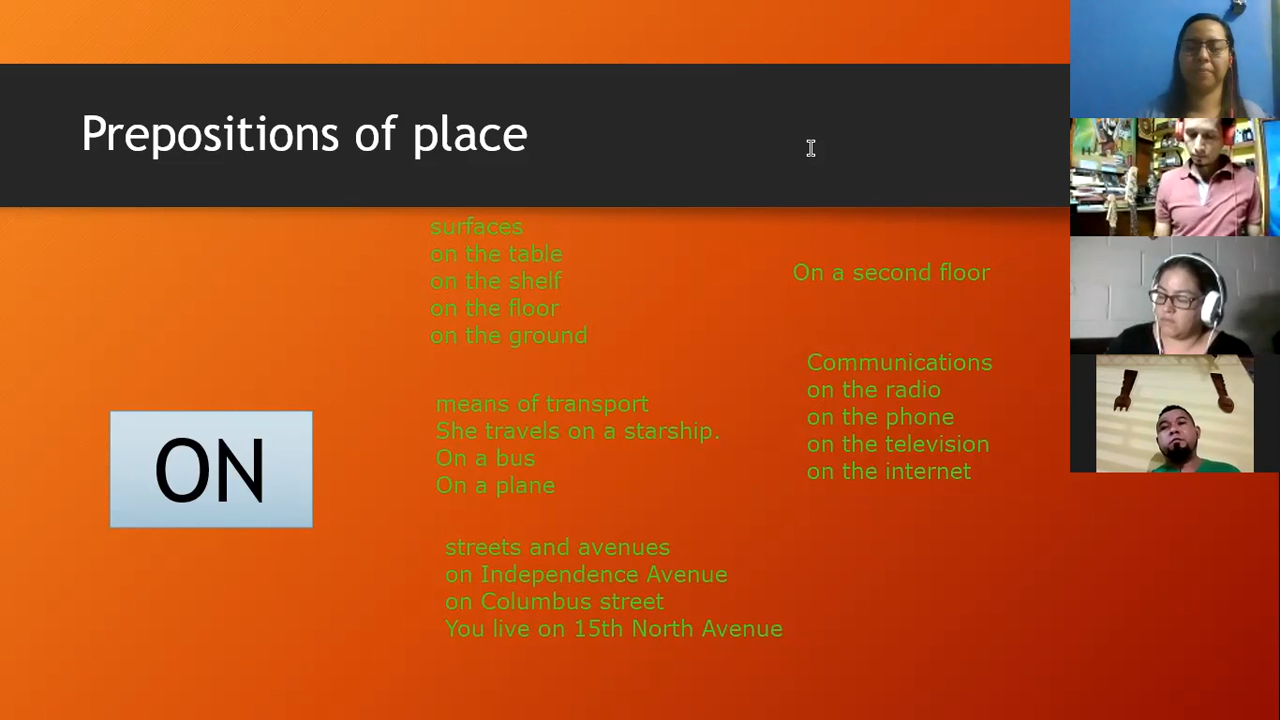 Prepositions of place
ON
surfaces
on the table
on the shelf
on the floor
on the ground
means of transport
She travels on a starship.
On a bus
On a plane
streets and avenues
on Independence Avenue
on Columbus street
You live on 15th North Avenue
On a second floor
Communications
on the radio
on the phone
on the television
on the internet